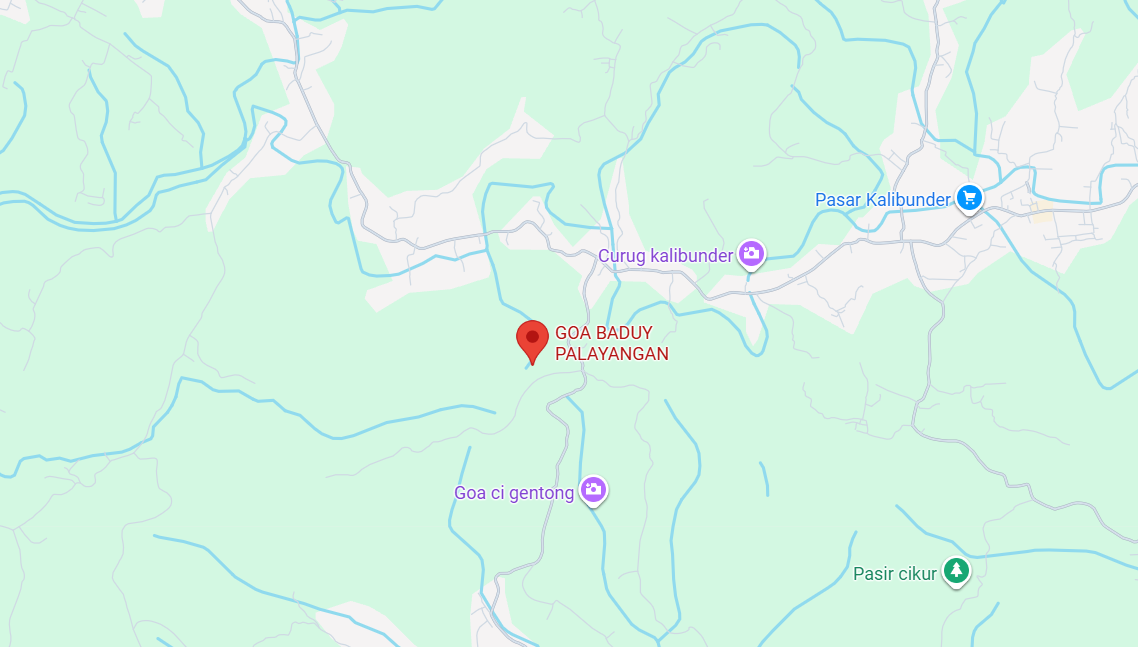 Pasar Kalibunder
Curug kalibunder
GOA BADUY
PALAYANGAN
Goa ci gentong
Pasir cikur